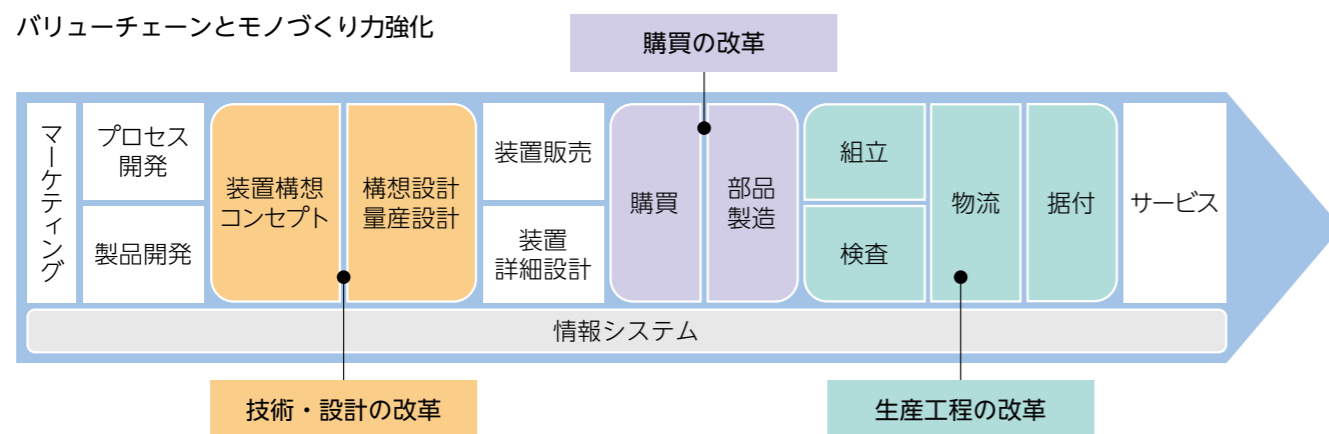 バリューチェーンとモノづくり力強化
購買の改革
マーケティング
プロセス
開発
製品開発
装置構想
コンセプト
構想設計
量産設計
装置販売
装置
詳細設計
購買
部品
製造
組立
検査
物流
据付
サービス
情報システム
技術・設計の改革
生産工程の改革